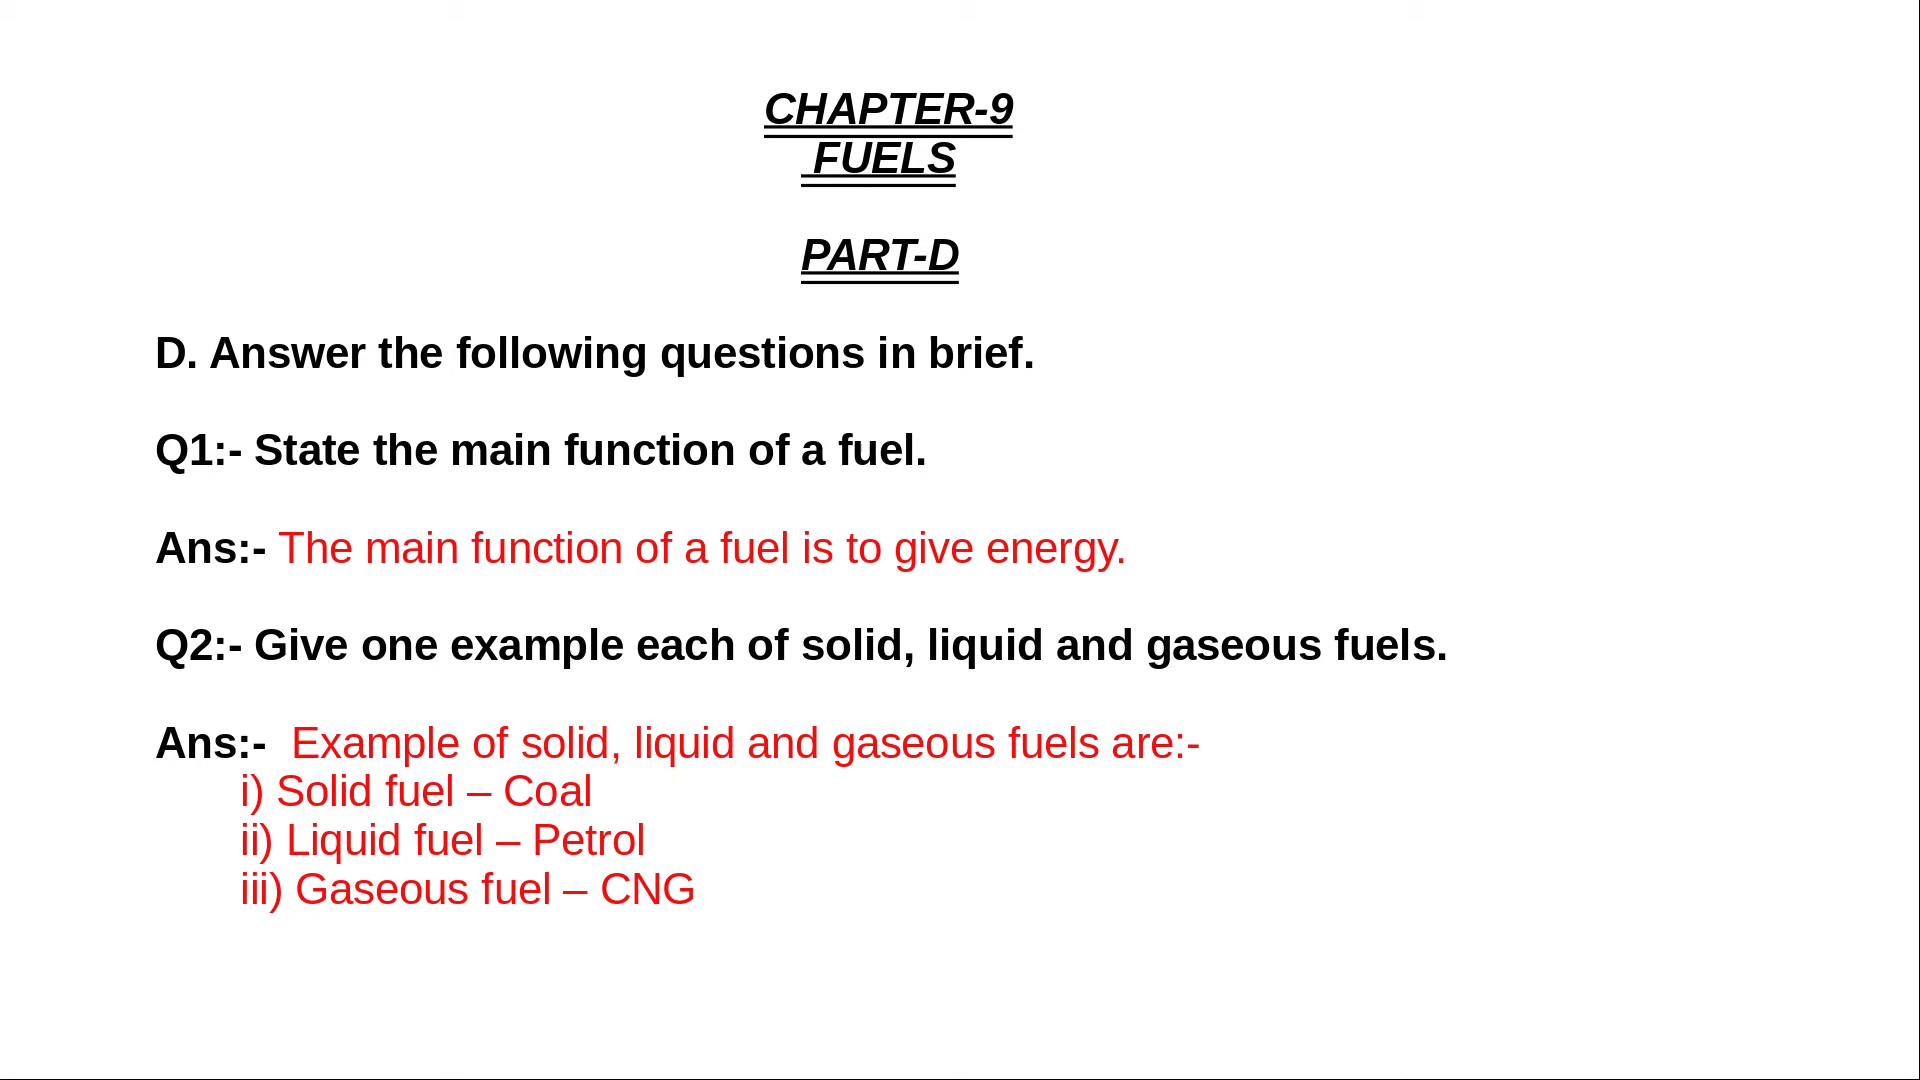 CHAPTER-9
FUELS
PART-D
D. Answer the following questions in brief.
Q1:- State the main function of a fuel.
Ans:- The main function of a fuel is to give energy.
Q2:- Give one example each of solid, liquid and gaseous fuels.
Ans:-  Example of solid, liquid and gaseous fuels are:-
i) Solid fuel – Coal
ii) Liquid fuel – Petrol
iii) Gaseous fuel – CNG